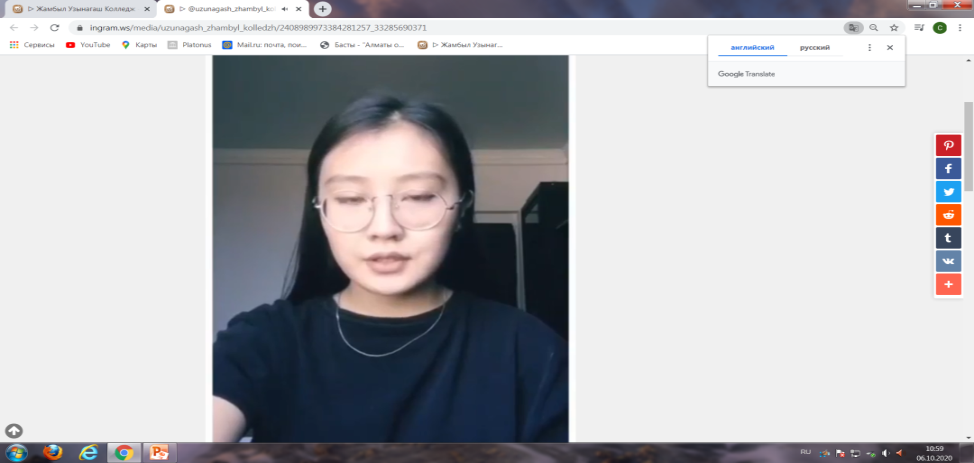 ▷ Жамбыл Узынагаш Колледж
▷ @uzunagash_zhambyl_kol
ingram.ws/media/uzunagash_zhambyl_kolledzh/2408989973384281257_33285690371
C
Сервисы
YouTube
Карты
Platonus
Mail.ru: почта, пои...
Басты - "Алматы о...
▷ Жамбыл Узынаг...
английский
русский
Google Translate
RU
10:59
06.10.2020